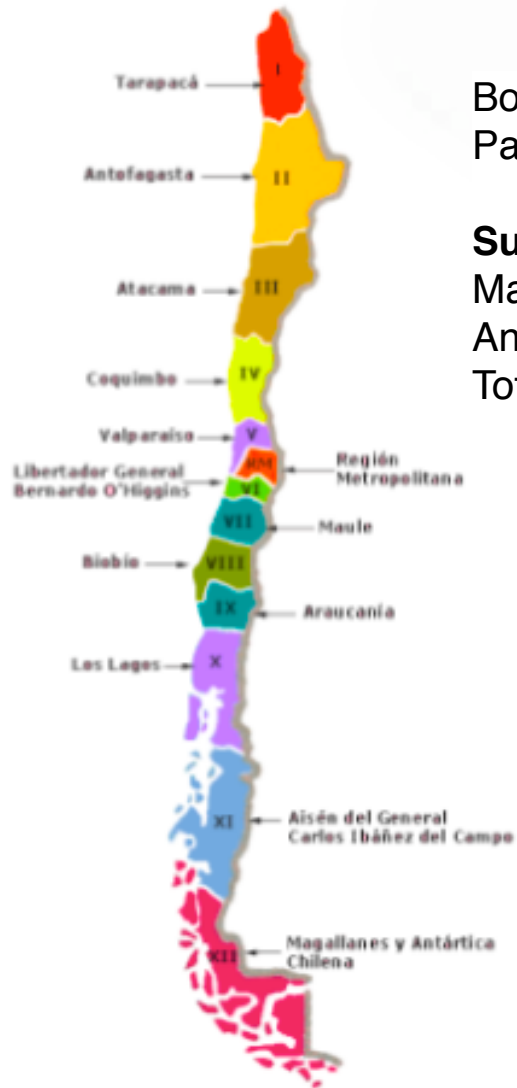 I
Tarapacá
Bo
Pa
II
Antofagasta
Su
Ma
An
Tot
III
Atacama
IV
Coquimbo
V
Valparaiso
RM
Región
Metropolitana
Libertador General
Bernardo O'Higgins
VI
VII
Maule
VIII
Biobío
IX
Araucanía
X
Los Lagos
XI
Aisén del General
Carlos Ibáñez del Campo
XII
Magallanes y Antártica
Chilena